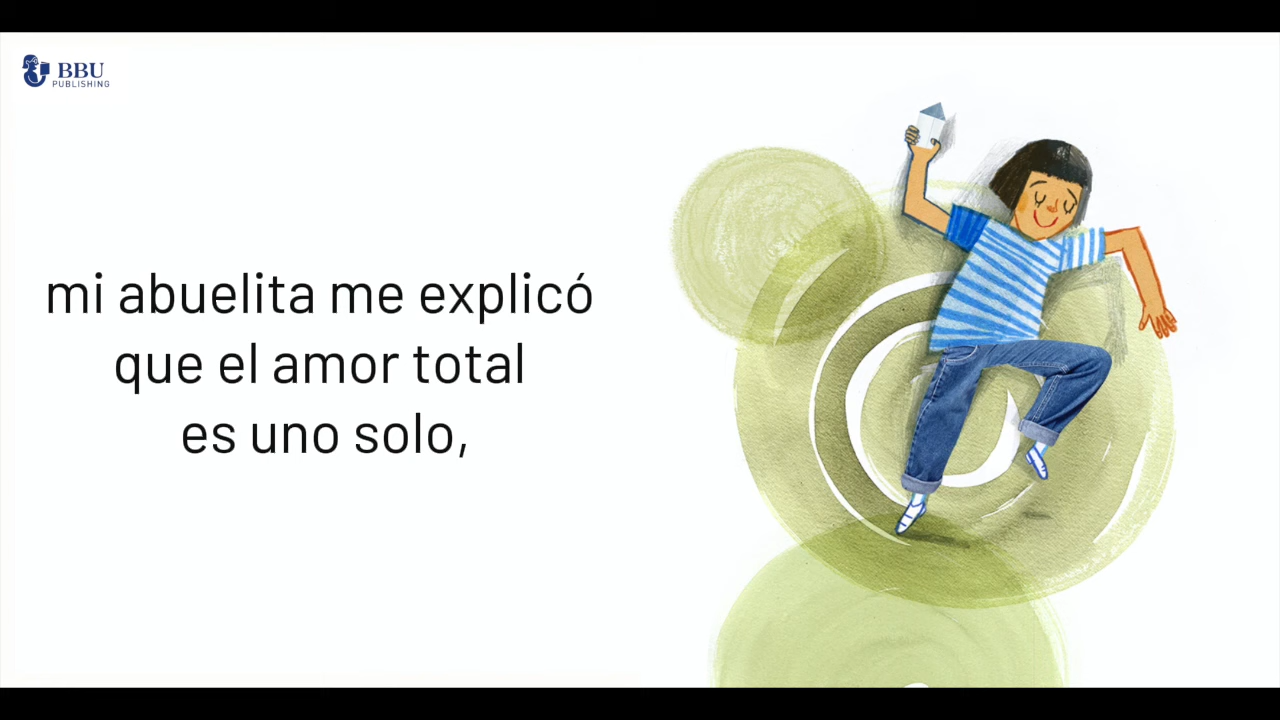 BBU
PUBLISHING
mi abuelita me explicó
que el amor total
es uno solo,